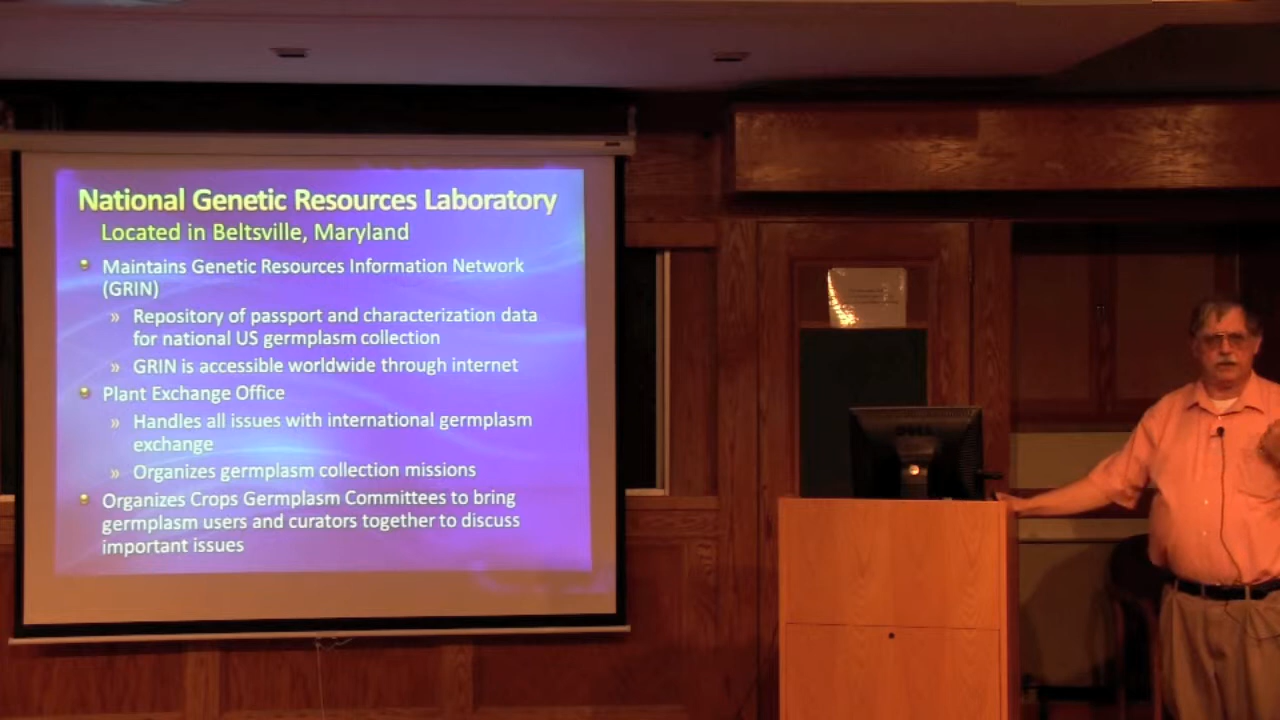 National Genetic Resources Laboratory
Located in Beltsville, Maryland
Maintains Genetic Resources Information Network
(GRIN)
» Repository of passport and characterization data
for national US germplasm collection
» GRIN is accessible worldwide through internet
Plant Exchange Office
» Handles all issues with international germplasm
exchange
» Organizes germplasm collection missions
Organizes Crops Germplasm Committees to bring
germplasm users and curators together to discuss
important issues
DELL